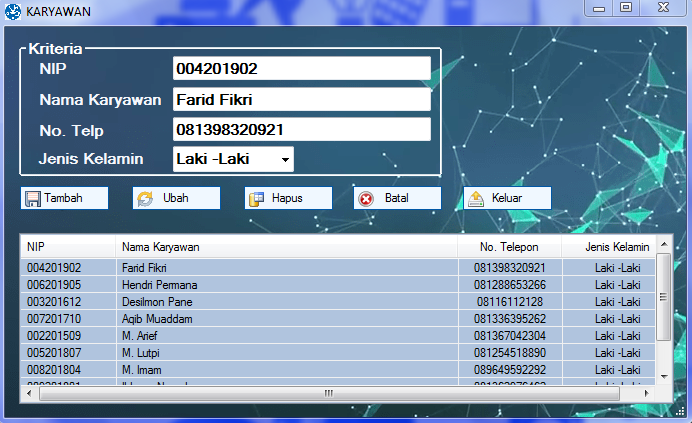 KARYAWAN
Kriteria
NIP 004201902
Nama Karyawan Farid Fikri
No. Telp 081398320921
Jenis Kelamin Laki -Laki
Tambah Ubah Hapus Batal Keluar
NIP Nama Karyawan No. Telepon Jenis Kelamin
004201902 Farid Fikri 081398320921 Laki -Laki
006201905 Hendri Permana 081288653266 Laki -Laki
003201612 Desilmon Pane 08116112128 Laki -Laki
007201710 Aqib Muaddam 081336395262 Laki -Laki
002201509 M. Arief 081367042304 Laki -Laki
005201807 M. Lutpi 081254518890 Laki -Laki
008201804 M. Imam 089649592292 Laki -Laki
Laki -Laki